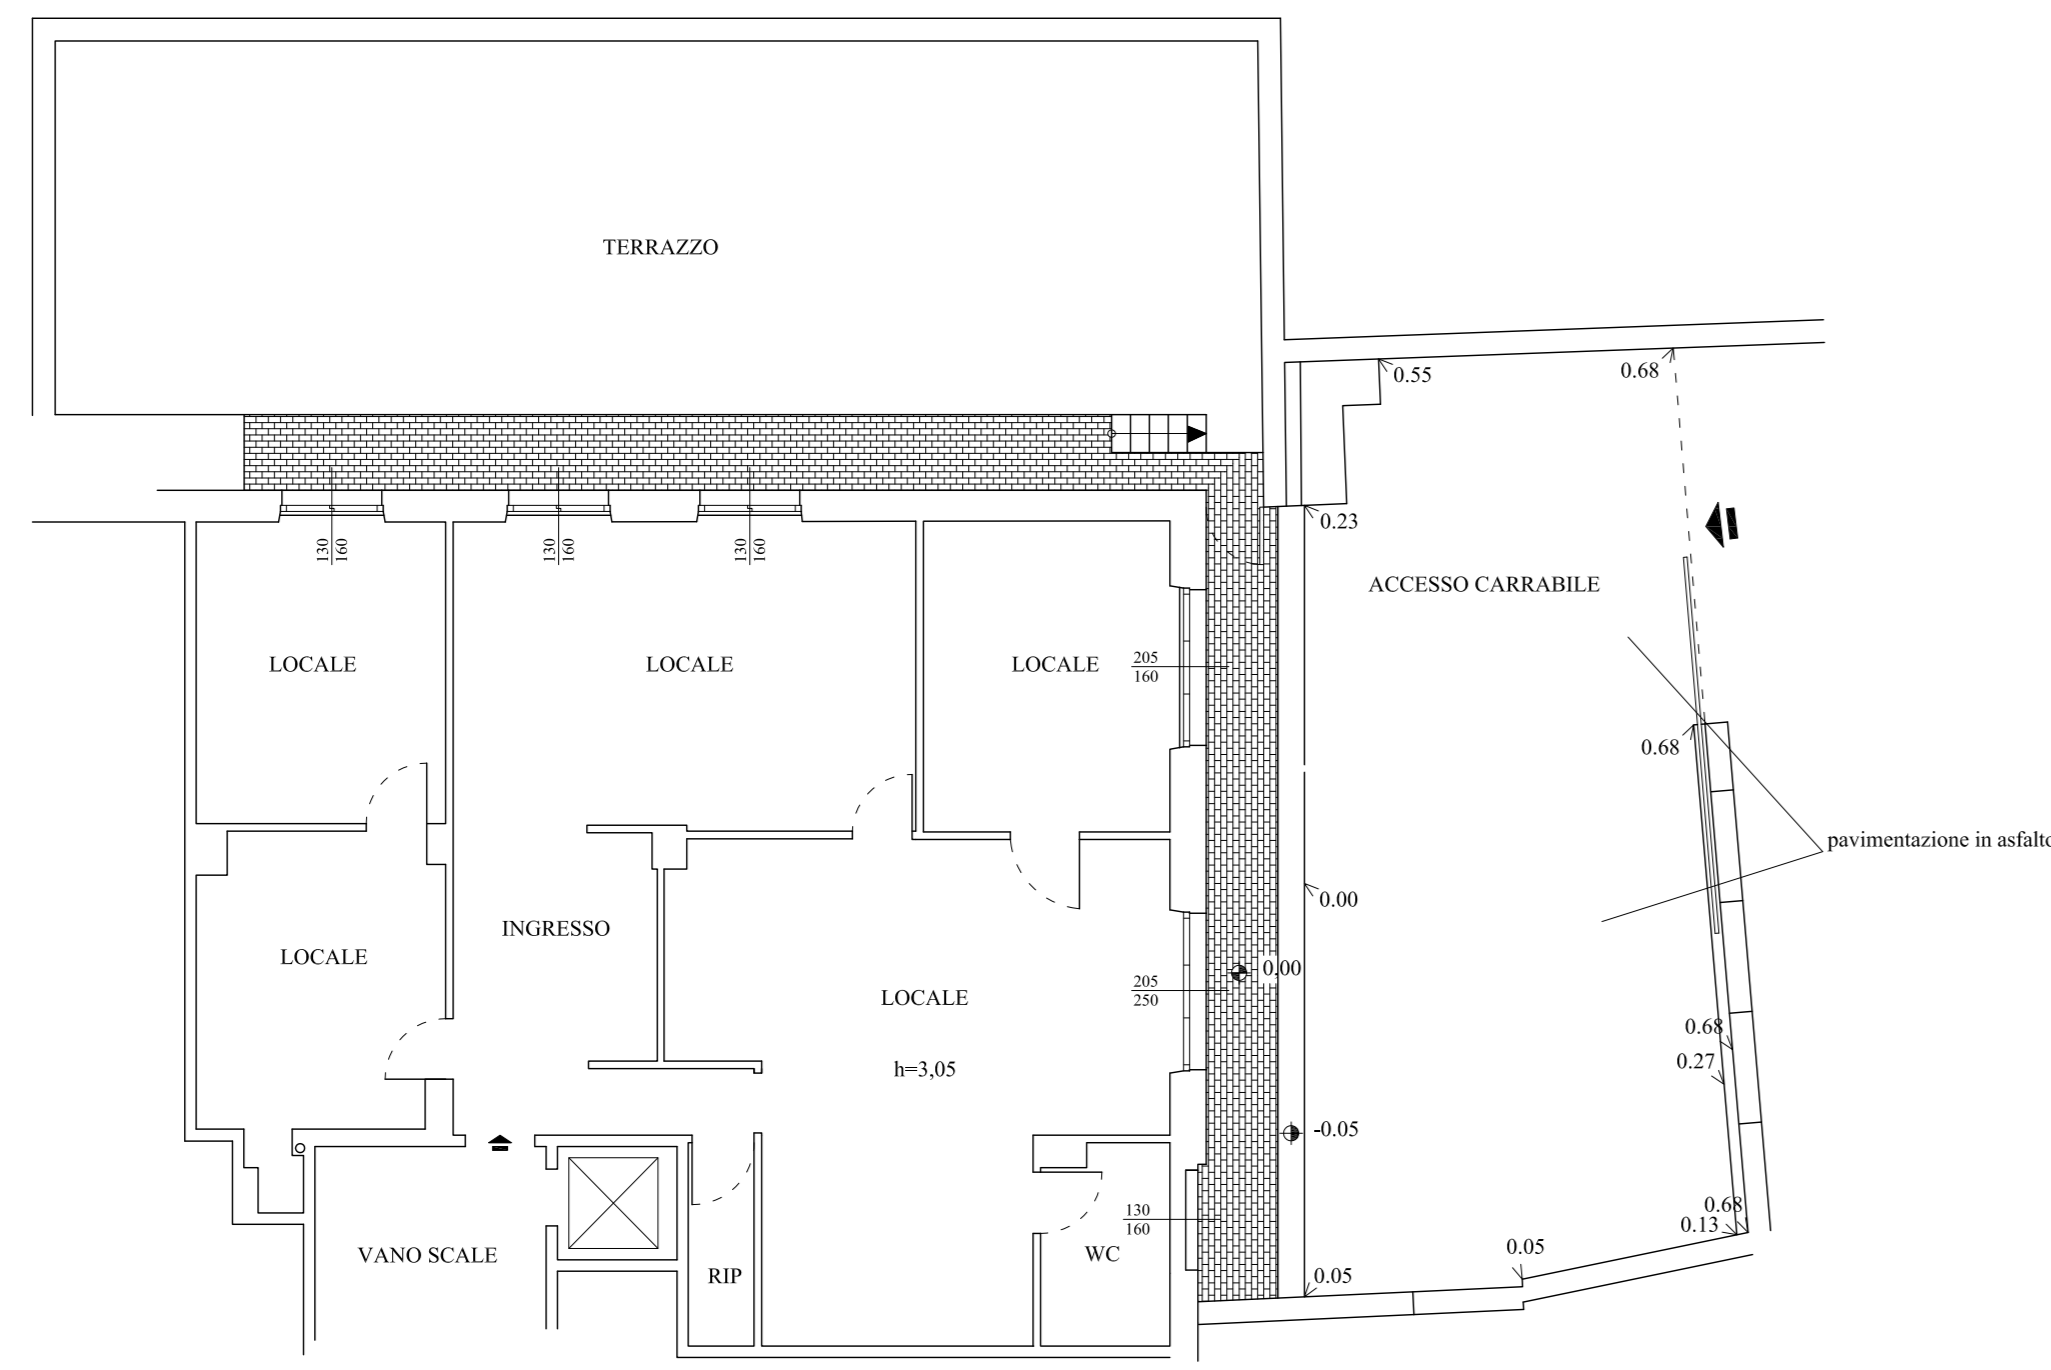 TERRAZZO
0.55
0.68
0.23
130
160
130
160
130
160
ACCESSO CARRABILE
LOCALE
LOCALE
LOCALE
205
160
0.68
pavimentazione in asfalto
0.00
INGRESSO
LOCALE
LOCALE
0,00
205
250
0.68
0.27
h=3,05
-0.05
0.68
0.13
130
160
VANO SCALE
WC
0.05
RIP
0.05